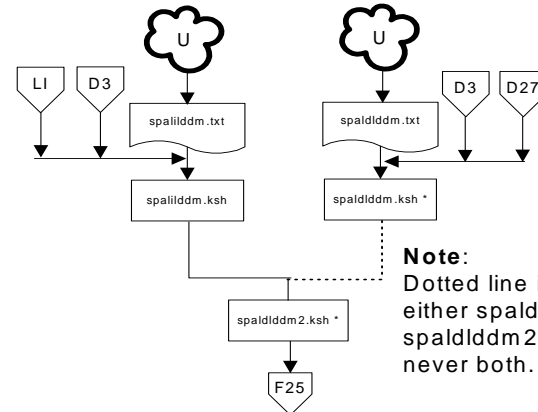 U
U
LI
D3
D3
D27
spalilddm.txt
spaldlddm.txt
spalilddm.ksh
spaldlddm.ksh *
Note:
Dotted line
either spald
spaldlddm2
never both.
spaldlddm2.ksh *
F25